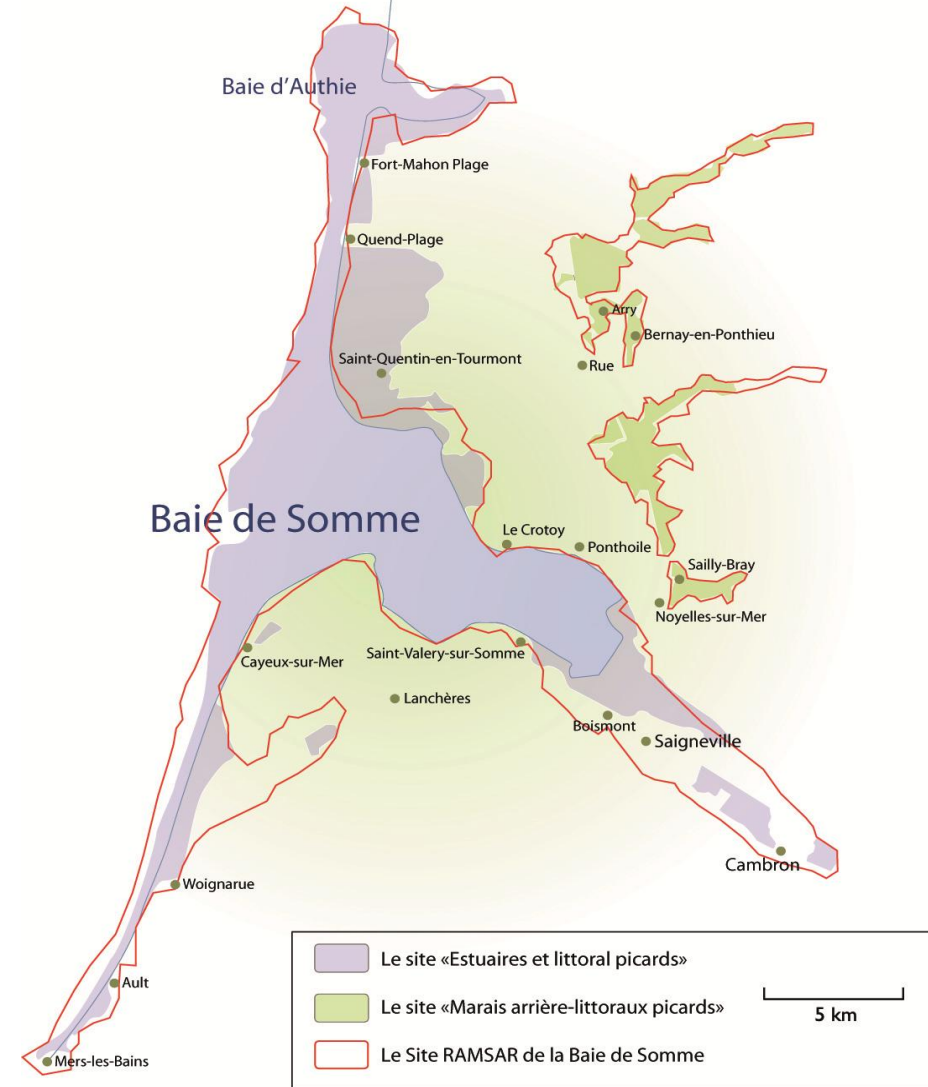 Baie d'Authie
Fort-Mahon Plage
Quend-Plage
Arry
Bernay-en-Ponthieu
Saint-Quentin-en-Tourmont
Rue
Baie de Somme
Le Crotoy
Ponthoile
Sailly-Bray
Noyelles-sur-Mer
Saint-Valery-sur-Somme
Cayeux-sur-Mer
Lanchères
Boismont
Saigneville
Cambron
Woignarue
Ault
Mers-les-Bains
Le site «Estuaires et littoral picards»
Le site «Marais arrière-littoraux picards»
Le Site RAMSAR de la Baie de Somme
5 km